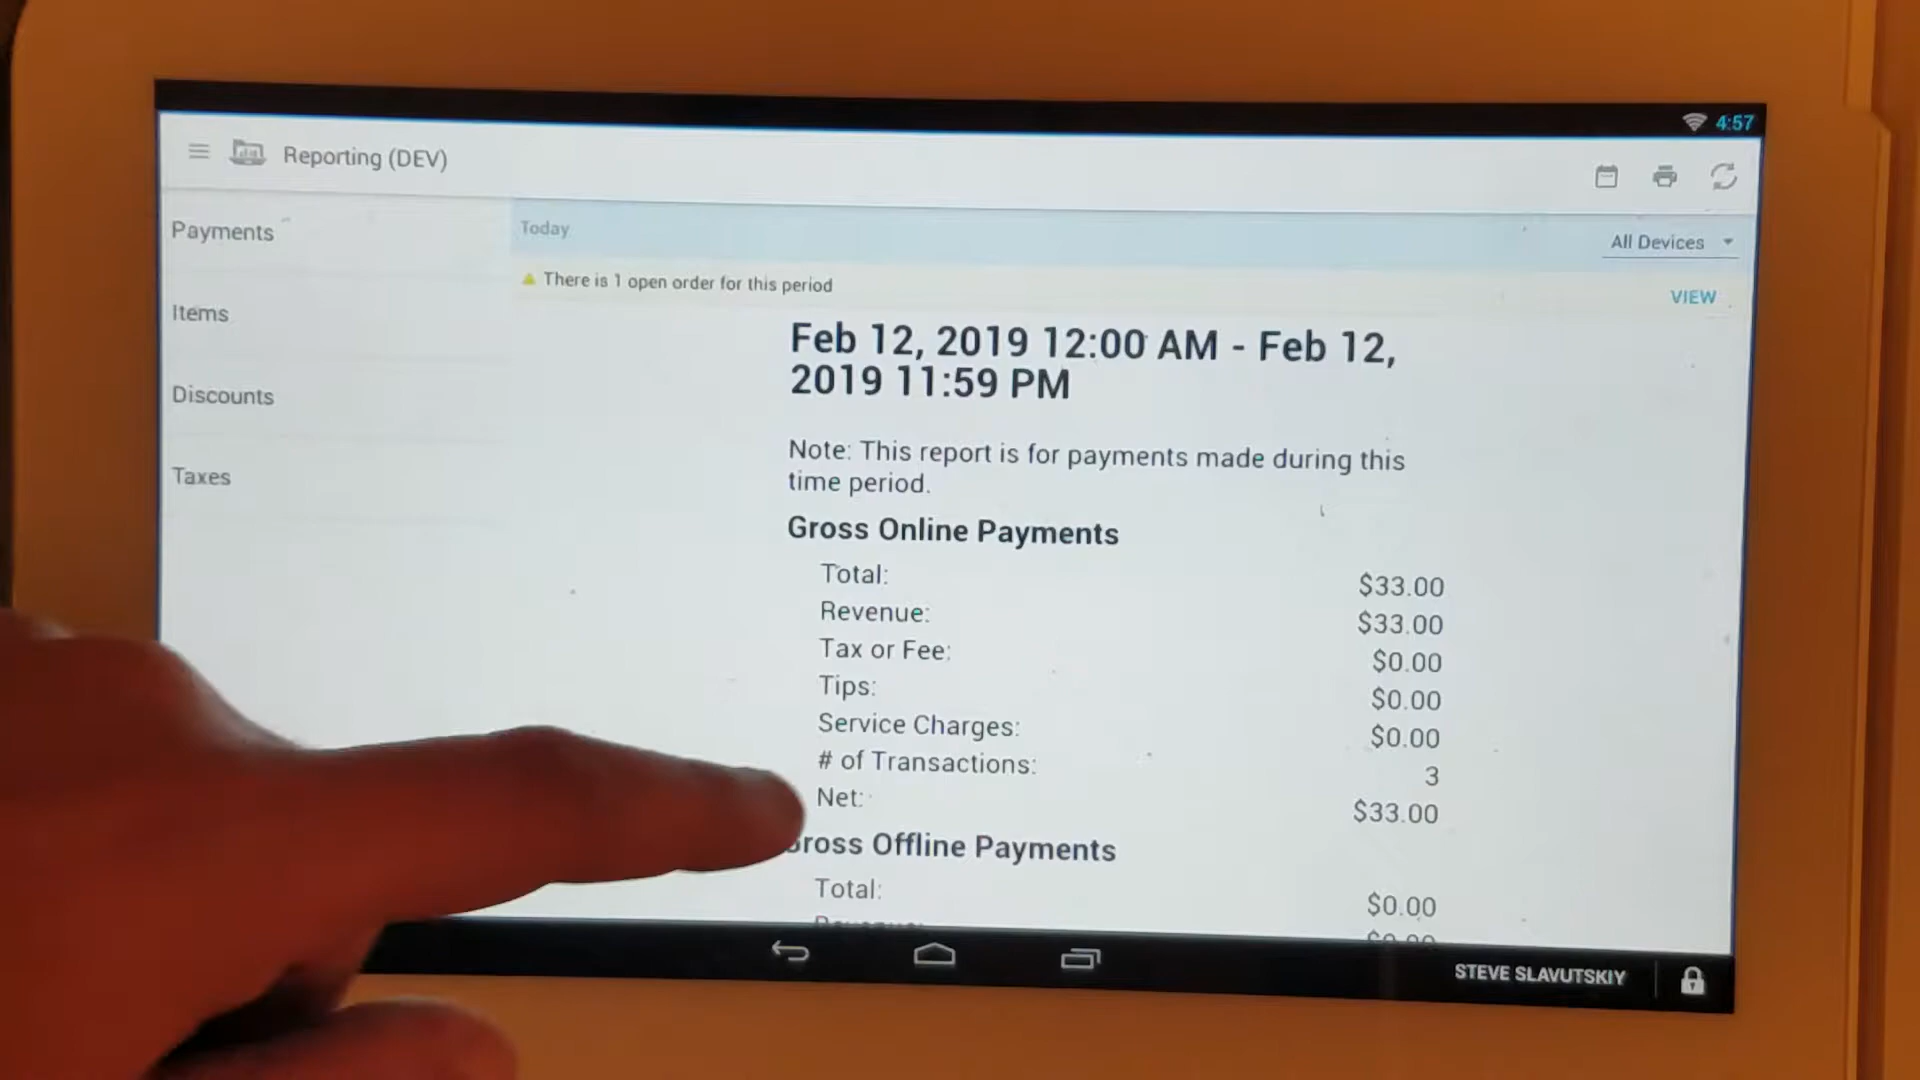 4:57
Reporting (DEV)
Payments
Items
Discounts
Taxes
Today
All Devices
There is 1 open order for this period
VIEW
Feb 12, 2019 12:00 AM - Feb 12,
2019 11:59 PM
Note: This report is for payments made during this
time period.
Gross Online Payments
Total: $33.00
Revenue: $33.00
Tax or Fee: $0.00
Tips: $0.00
Service Charges: $0.00
# of Transactions: 3
Net: $33.00
Gross Offline Payments
Total: $0.00
STEVE SLAVUTSKIY